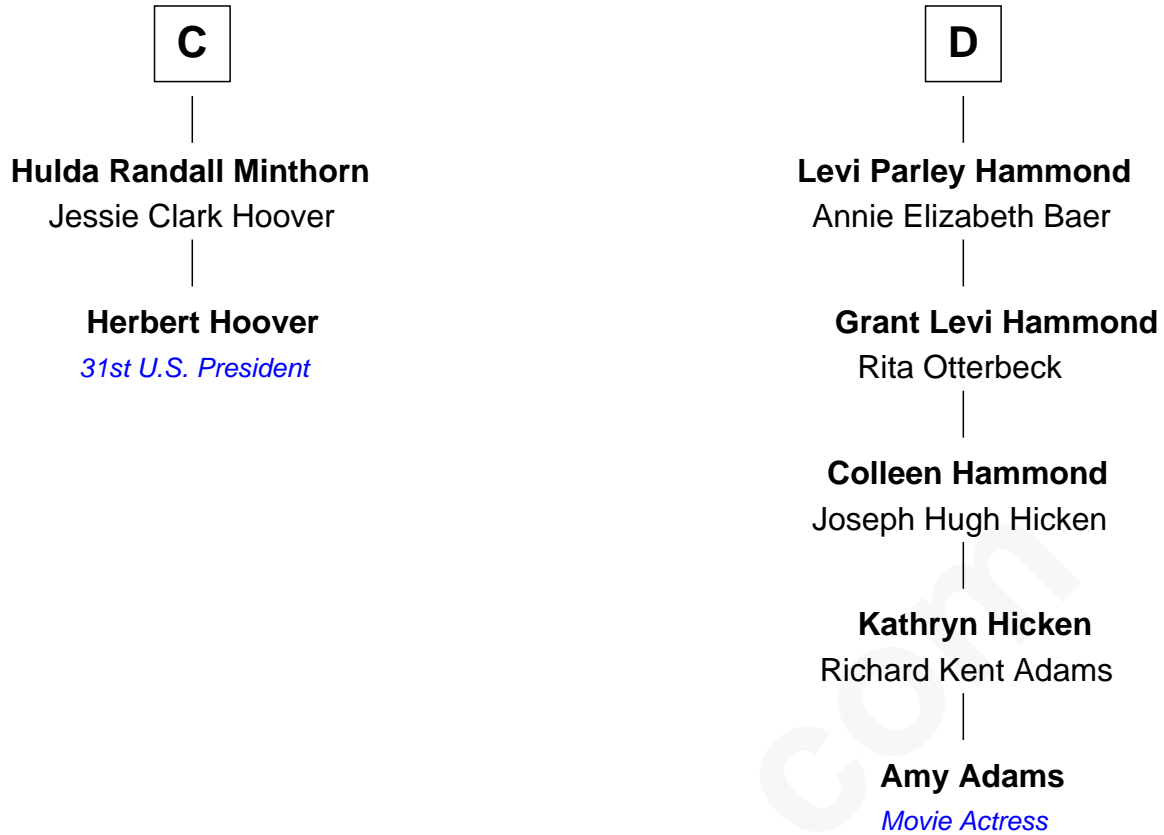 C
Hulda Randall Minthorn
Jessie Clark Hoover
Herbert Hoover
31st U.S. President
D
Levi Parley Hammond
Annie Elizabeth Baer
Grant Levi Hammond
Rita Otterbeck
Colleen Hammond
Joseph Hugh Hicken
Kathryn Hicken
Richard Kent Adams
Amy Adams
Movie Actress
com